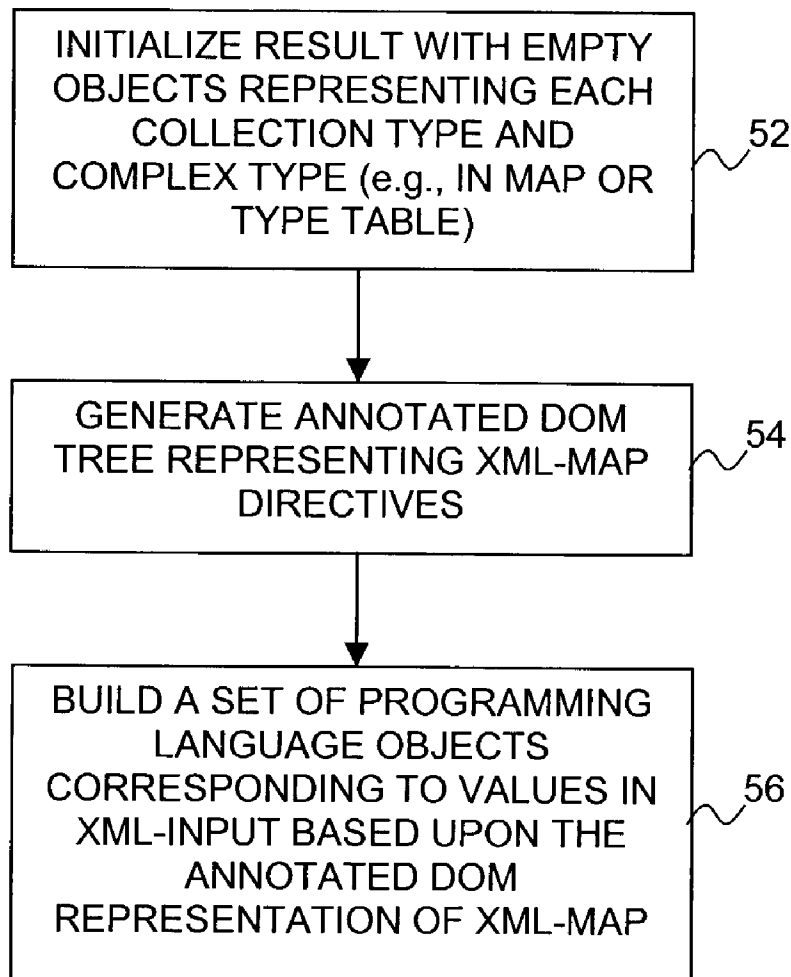 INITIALIZE RESULT WITH EMPTY
OBJECTS REPRESENTING EACH
COLLECTION TYPE AND
COMPLEX TYPE (e.g., IN MAP OR
TYPE TABLE)
52
GENERATE ANNOTATED DOM
TREE REPRESENTING XML-MAP
DIRECTIVES
54
BUILD A SET OF PROGRAMMING
LANGUAGE OBJECTS
CORRESPONDING TO VALUES IN
XML-INPUT BASED UPON THE
ANNOTATED DOM
REPRESENTATION OF XML-MAP
56